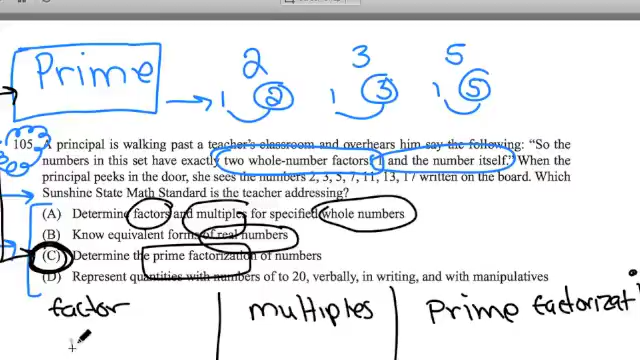 2 3 5
Prime
1 2 1 3 1 5
105. A principal is walking past a teacher's classroom and overhears him say the following: "So the
numbers in this set have exactly two whole-number factors: 1 and the number itself." When the
principal peeks in the door, she sees the numbers 2, 3, 5, 7, 11, 13, 17 written on the board. Which
Sunshine State Math Standard is the teacher addressing?
(A) Determine factors and multiples for specified whole numbers
(B) Know equivalent forms of real numbers
(C) Determine the prime factorization of numbers
(D) Represent quantities with numbers of to 20, verbally, in writing, and with manipulatives
factor multiples Prime factorizati